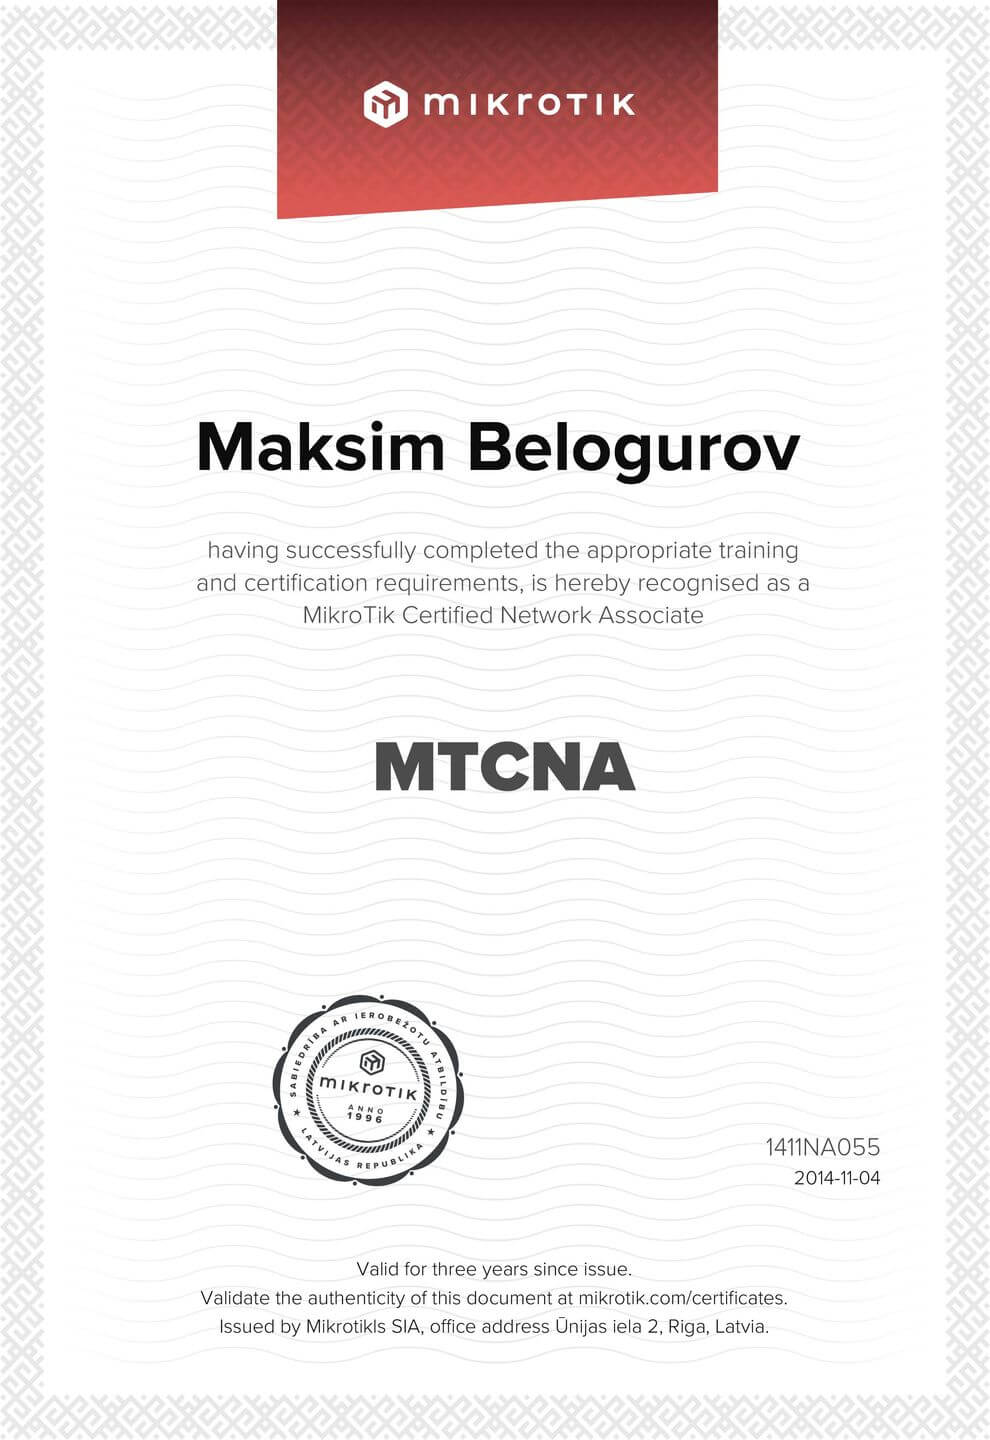 mikrotik
Maksim Belogurov
having successfully completed the appropriate training
and certification requirements, is hereby recognised as a
MikroTik Certified Network Associate
MTCNA
SABIEDRĪBA AR IEROBEŽOTU ATBILDĪBU
mikrotik
ANNO
1996
LATVIJAS REPUBLIKA
1411NA055
2014-11-04
Valid for three years since issue.
Validate the authenticity of this document at mikrotik.com/certificates.
Issued by Mikrotikls SIA, office address Ūnijas iela 2, Riga, Latvia.